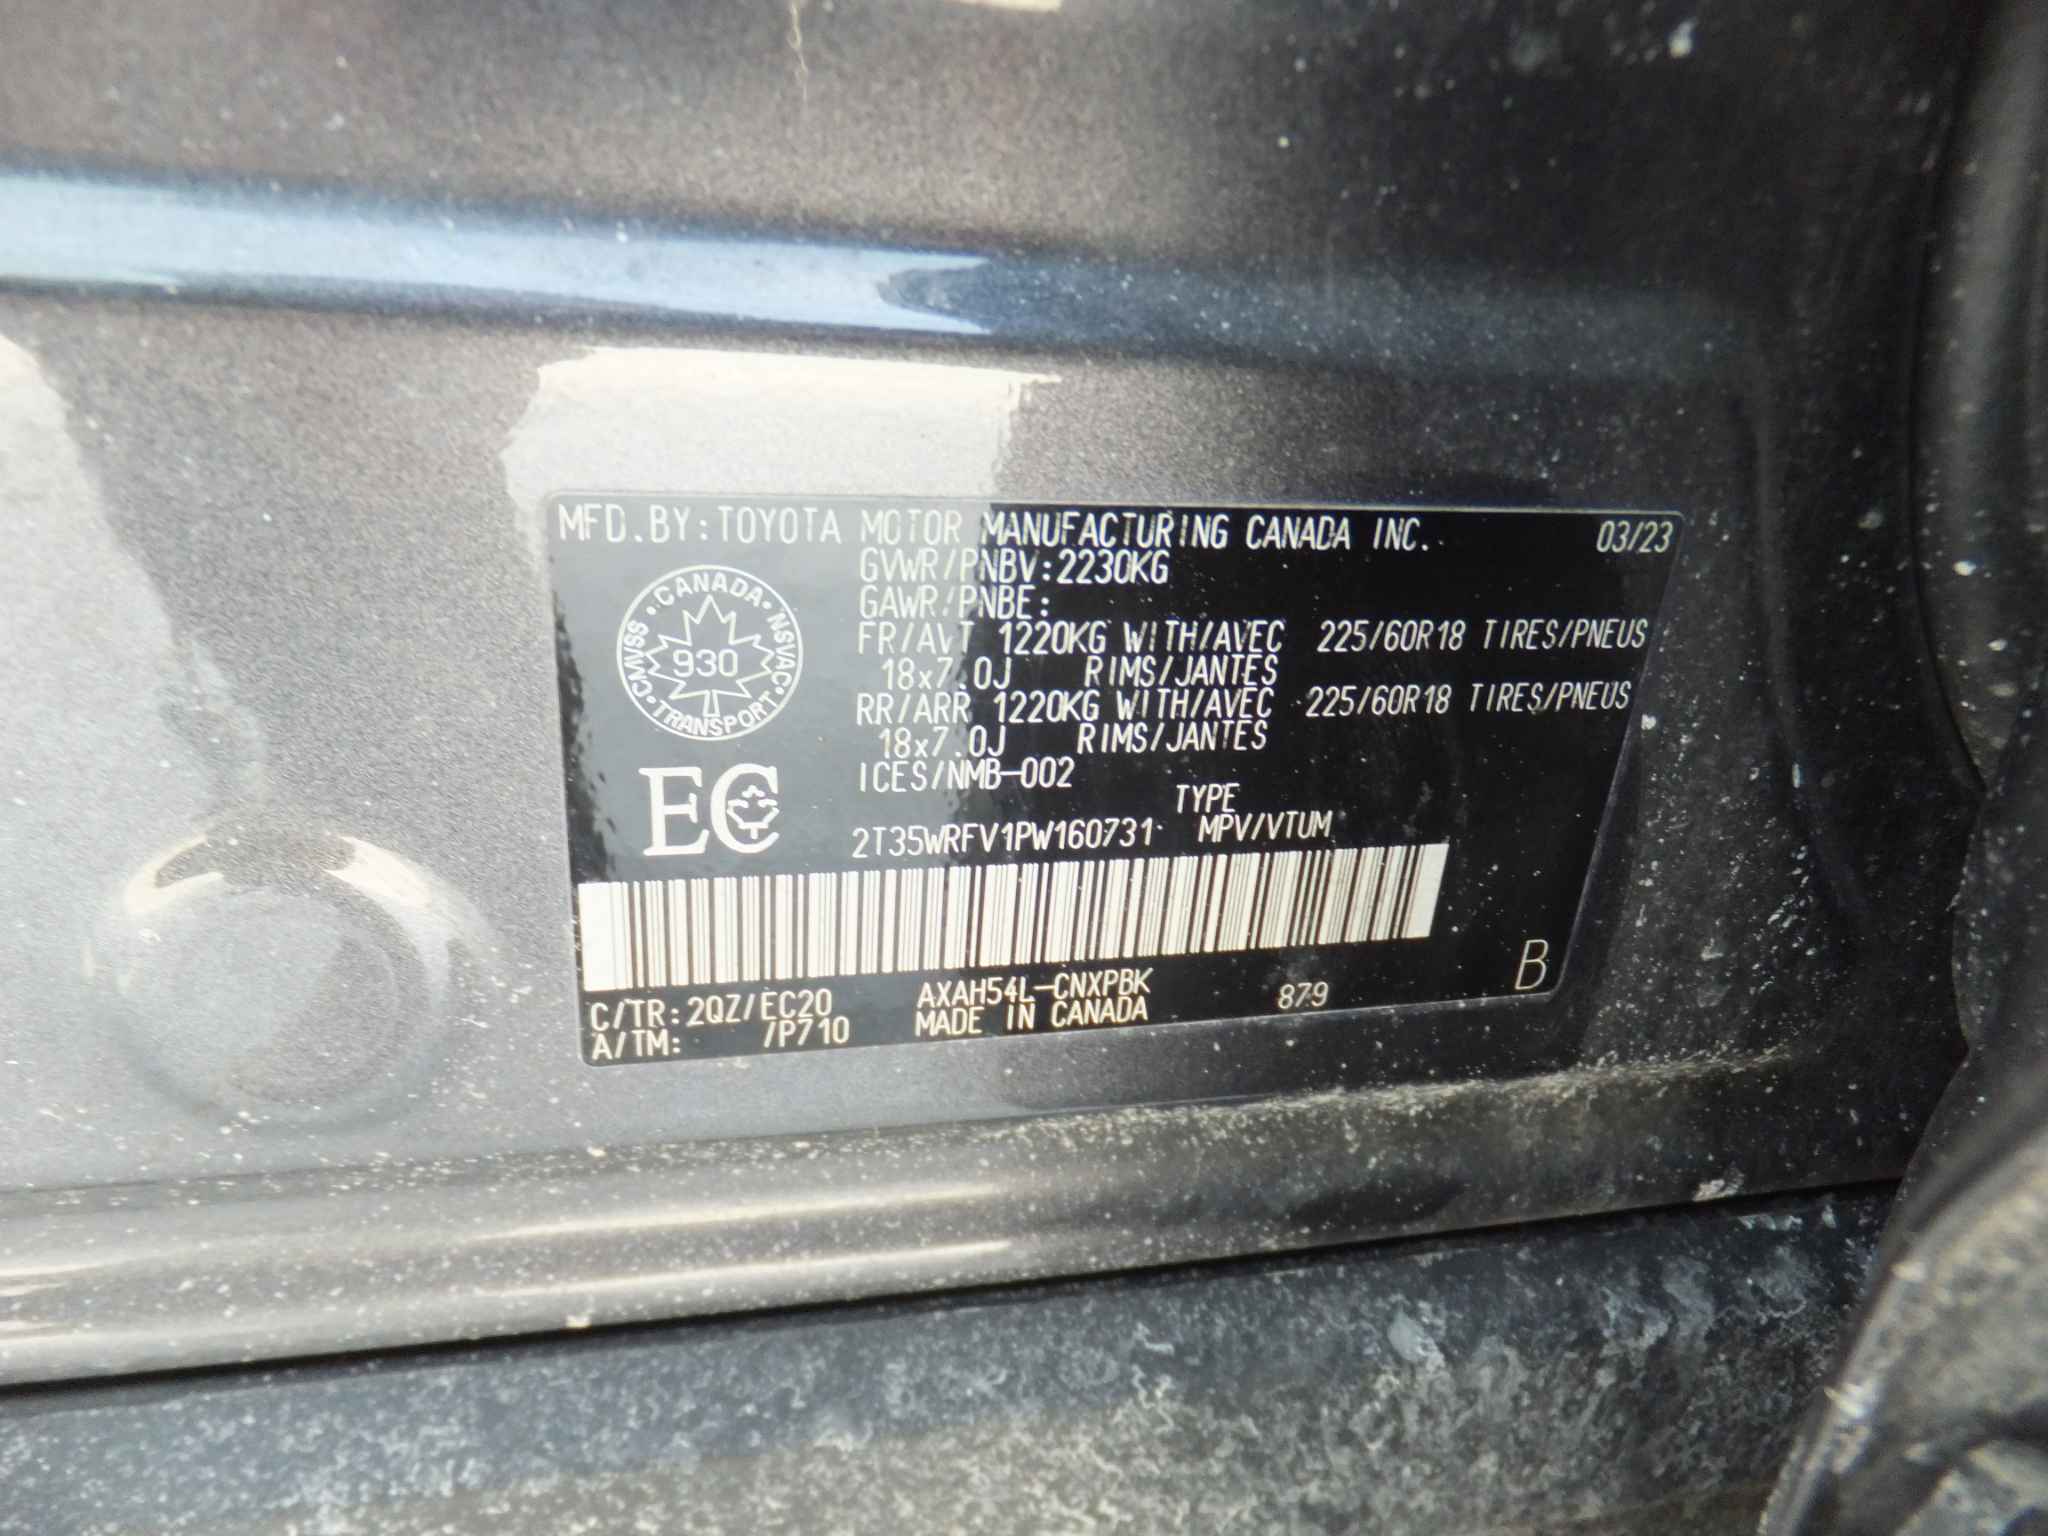 MFD.BY:TOYOTA MOTOR MANUFACTURING CANADA INC. 03/23
GVWR/PNBV:2230KG
GAWR/PNBE:
FR/AVT 1220KG WITH/AVEC 225/60R18 TIRES/PNEUS
18x7.0J RIMS/JANTES
RR/ARR 1220KG WITH/AVEC 225/60R18 TIRES/PNEUS
18x7.0J RIMS/JANTES
ICES/NMB-002
CANADA · NSVAC · TRANSPORT · CMVSS
930
EC
TYPE
2T35WRFV1PW160731 MPV/VTUM
C/TR:2QZ/EC20 AXAH54L-CNXPBK 879 B
A/TM: /P710 MADE IN CANADA